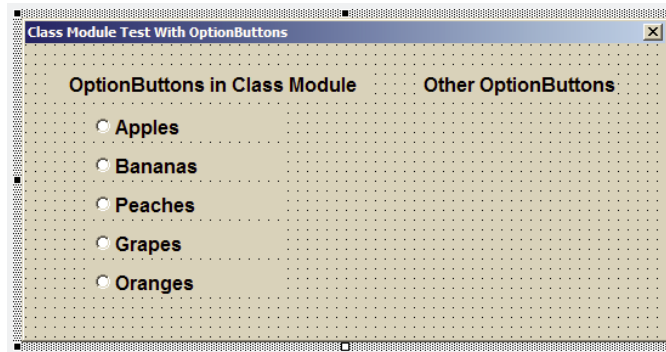 Class Module Test With OptionButtons
OptionButtons in Class Module
Other OptionButtons
Apples
Bananas
Peaches
Grapes
Oranges